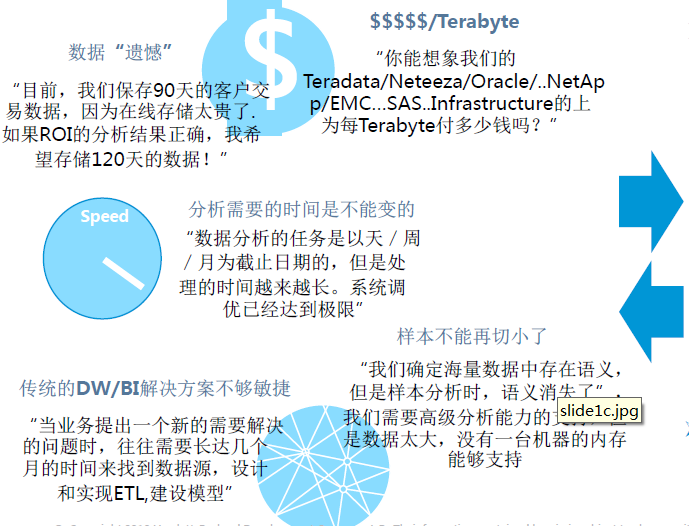 $
$$$$$/Terabyte
数据“遗憾”
“你能想象我们的
Teradata/Neteeza/Oracle/..NetAp
p/EMC...SAS..Infrastructure的上
为每Terabyte付多少钱吗？”
“目前，我们保存90天的客户交
易数据，因为在线存储太贵了.
如果ROI的分析结果正确，我希
望存储120天的数据！”
Speed
分析需要的时间是不能变的
“数据分析的任务是以天／周
／月为截止日期的，但是处
理的时间越来越长。系统调
优已经达到极限”
样本不能再切小了
“我们确定海量数据中存在语义，
但是样本分析时，语义消失了”．
slide1c.jpg
我们需要高级分析能力的支
是数据太大，没有一台机器的内存
能够支持
传统的DW/BI解决方案不够敏捷
“当业务提出一个新的需要解决
的问题时，往往需要长达几个
月的时间来找到数据源，设计
和实现ETL,建设模型”